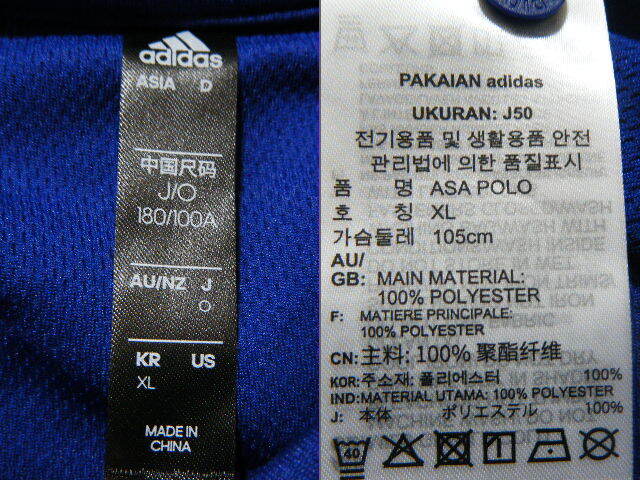 adidas
ASIA D
中国尺码
J/O
180/100A
AU/NZ J
O
KR US
XL
MADE IN
CHINA
PAKAIAN adidas
UKURAN: J50
전기용품 및 생활용품 안전
관리법에 의한 품질표시
품 명 ASA POLO
호 칭 XL
가슴둘레 105cm
AU/
GB: MAIN MATERIAL:
100% POLYESTER
F: MATIERE PRINCIPALE:
100% POLYESTER
CN: 主料: 100% 聚酯纤维
KOR: 주소재: 폴리에스터 100%
IND: MATERIAL UTAMA: 100% POLYESTER
J: 本体 ポリエステル 100%
40